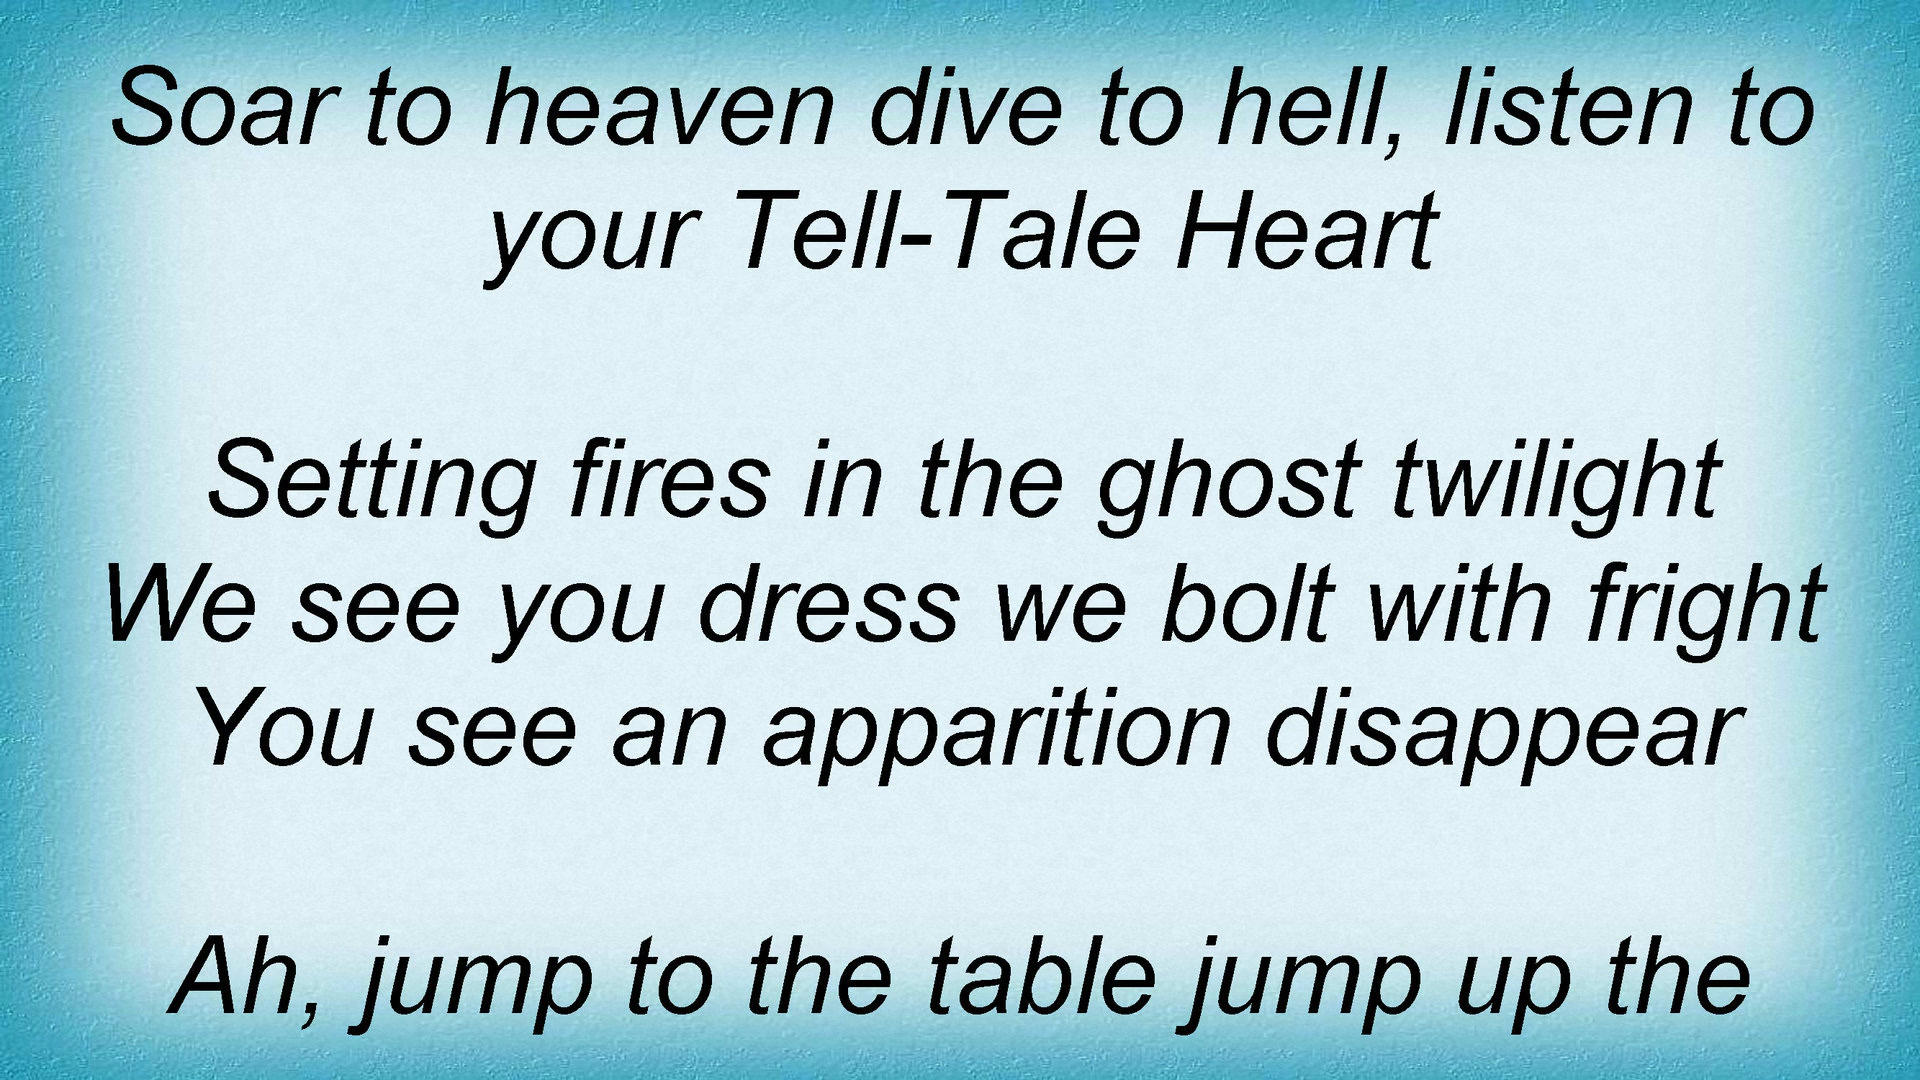 Soar to heaven dive to hell, listen to
your Tell-Tale Heart
Setting fires in the ghost twilight
We see you dress we bolt with fright
You see an apparition disappear
Ah, jump to the table jump up the